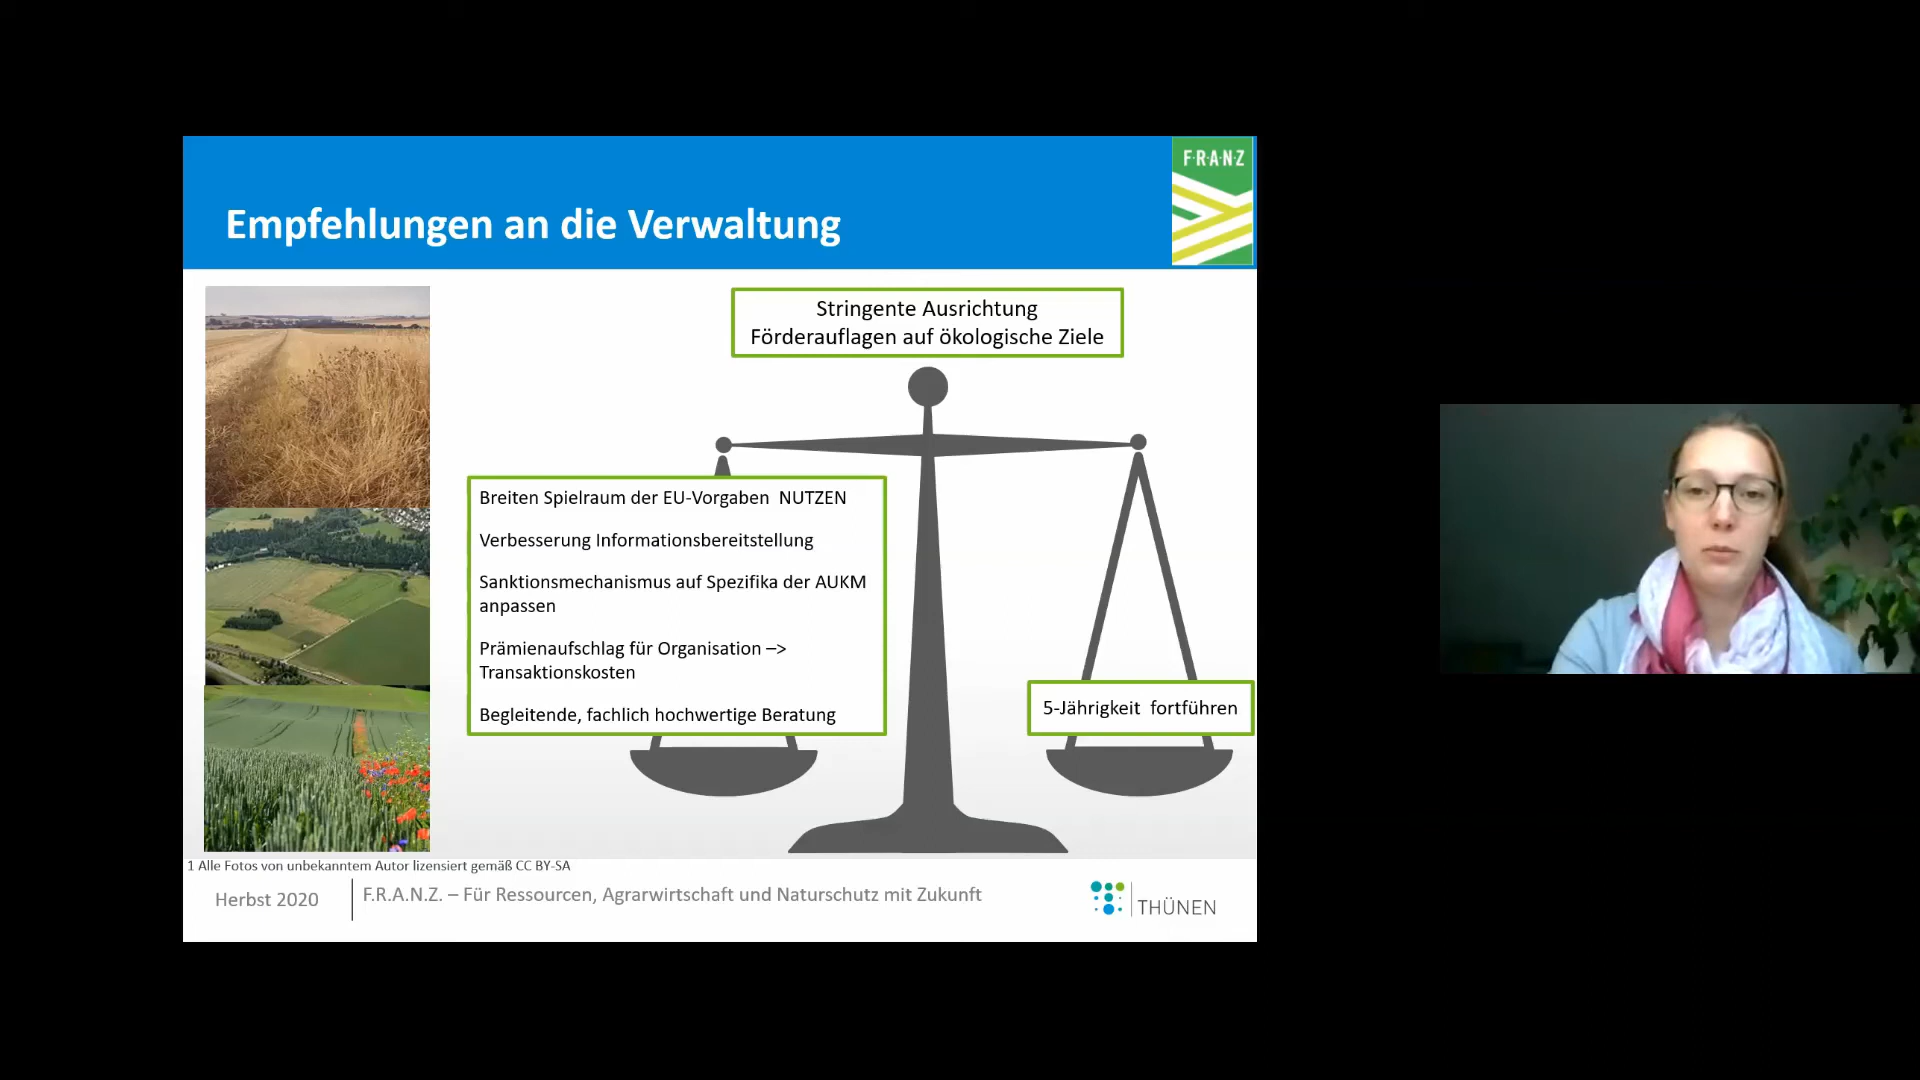 F·R·A·N·Z
Empfehlungen an die Verwaltung
Stringente Ausrichtung
Förderauflagen auf ökologische Ziele
Breiten Spielraum der EU-Vorgaben NUTZEN
Verbesserung Informationsbereitstellung
Sanktionsmechanismus auf Spezifika der AUKM
anpassen
Prämienaufschlag für Organisation –>
Transaktionskosten
Begleitende, fachlich hochwertige Beratung
5-Jährigkeit fortführen
1 Alle Fotos von unbekanntem Autor lizensiert gemäß CC BY-SA
Herbst 2020
F.R.A.N.Z. – Für Ressourcen, Agrarwirtschaft und Naturschutz mit Zukunft
THÜNEN